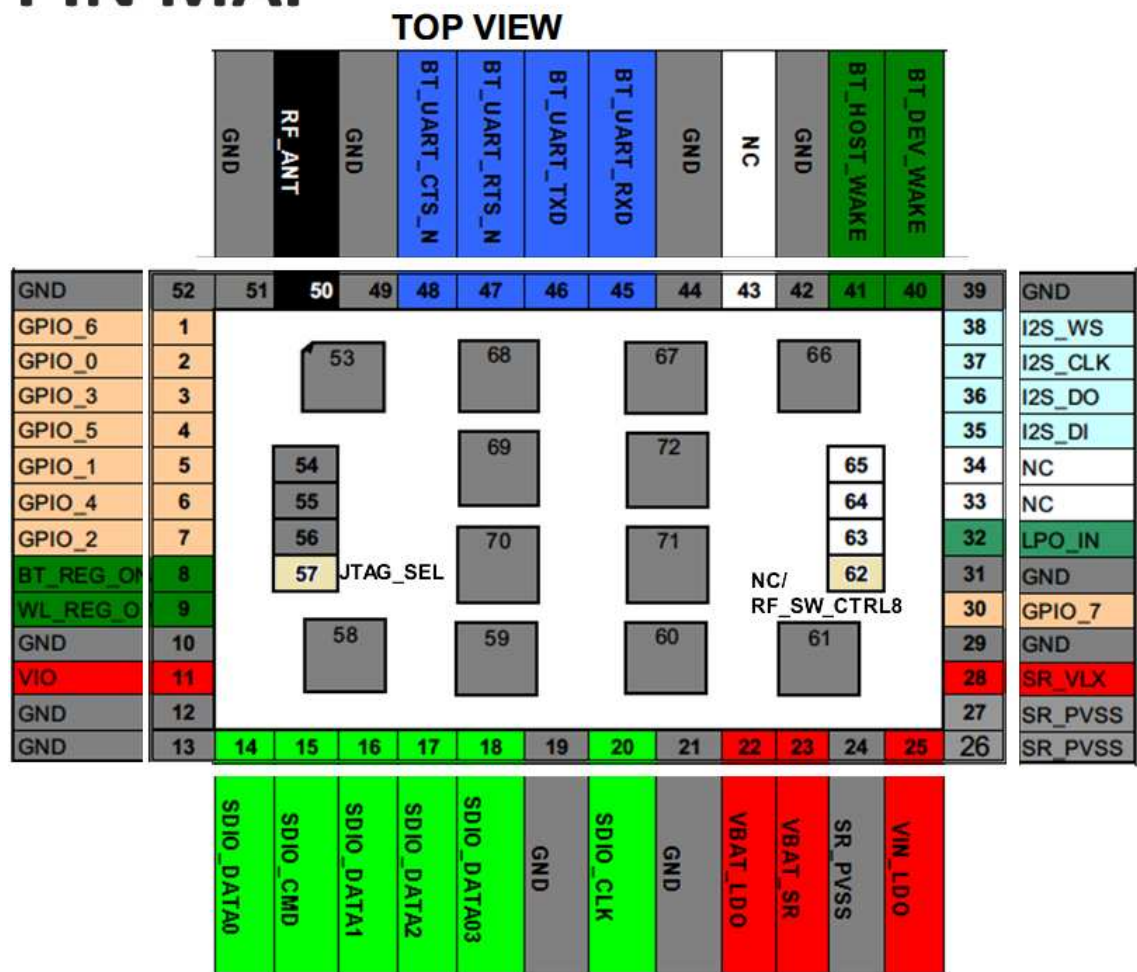 TOP VIEW
GND
RF_ANT
GND
BT_UART_CTS_N
BT_UART_RTS_N
BT_UART_TXD
BT_UART_RXD
GND
NC
GND
BT_HOST_WAKE
BT_DEV_WAKE
GND 52 51 50 49 48 47 46 45 44 43 42 41 40 39 GND
GPIO_6 1 38 I2S_WS
GPIO_0 2 53 68 67 66 37 I2S_CLK
GPIO_3 3 36 I2S_DO
GPIO_5 4 69 72 35 I2S_DI
GPIO_1 5 54 65 34 NC
GPIO_4 6 55 64 33 NC
GPIO_2 7 56 70 71 63 32 LPO_IN
BT_REG_ON 8 57 JTAG_SEL NC/ 62 31 GND
WL_REG_O 9 RF_SW_CTRL8 30 GPIO_7
GND 10 58 59 60 61 29 GND
VIO 11 28 SR_VLX
GND 12 27 SR_PVSS
GND 13 14 15 16 17 18 19 20 21 22 23 24 25 26 SR_PVSS
SDIO_DATA0
SDIO_CMD
SDIO_DATA1
SDIO_DATA2
SDIO_DATA03
GND
SDIO_CLK
GND
VBAT_LDO
VBAT_SR
SR_PVSS
VIN_LDO